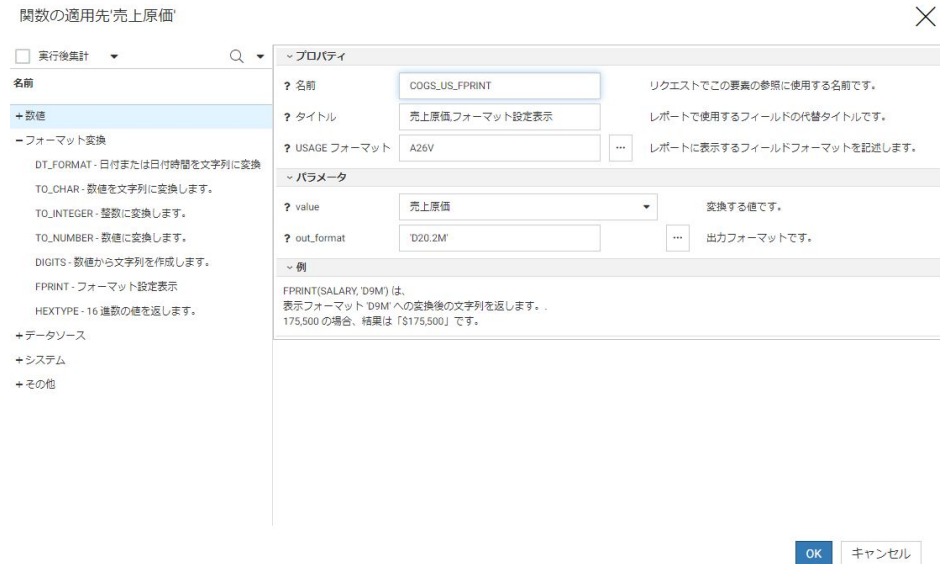 関数の適用先'売上原価'
実行後集計
名前
数値
フォーマット変換
DT_FORMAT - 日付または日付時間を文字列に変換
TO_CHAR - 数値を文字列に変換します。
TO_INTEGER - 整数に変換します。
TO_NUMBER - 数値に変換します。
DIGITS - 数値から文字列を作成します。
FPRINT - フォーマット設定表示
HEXTYPE - 16 進数の値を返します。
データソース
システム
その他
プロパティ
? 名前 COGS_US_FPRINT リクエストでこの要素の参照に使用する名前です。
? タイトル 売上原価,フォーマット設定表示 レポートで使用するフィールドの代替タイトルです。
? USAGE フォーマット A26V ... レポートに表示するフィールドフォーマットを記述します。
パラメータ
? value 売上原価 変換する値です。
? out_format 'D20.2M' ... 出力フォーマットです。
例
FPRINT(SALARY, 'D9M') は、
表示フォーマット 'D9M' への変換後の文字列を返します。.
175,500 の場合、結果は「$175,500」です。
OK キャンセル